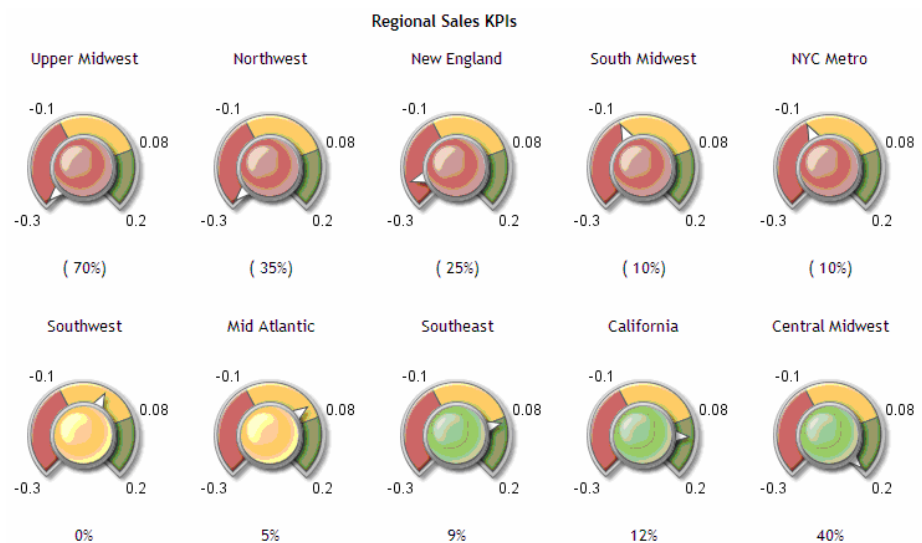 Regional Sales KPIs
Upper Midwest Northwest New England South Midwest NYC Metro
-0.1 -0.1 -0.1 -0.1 -0.1
0.08 0.08 0.08 0.08 0.08
-0.3 0.2 -0.3 0.2 -0.3 0.2 -0.3 0.2 -0.3 0.2
( 70%) ( 35%) ( 25%) ( 10%) ( 10%)
Southwest Mid Atlantic Southeast California Central Midwest
-0.1 -0.1 -0.1 -0.1 -0.1
0.08 0.08 0.08 0.08 0.08
-0.3 0.2 -0.3 0.2 -0.3 0.2 -0.3 0.2 -0.3 0.2
0% 5% 9% 12% 40%